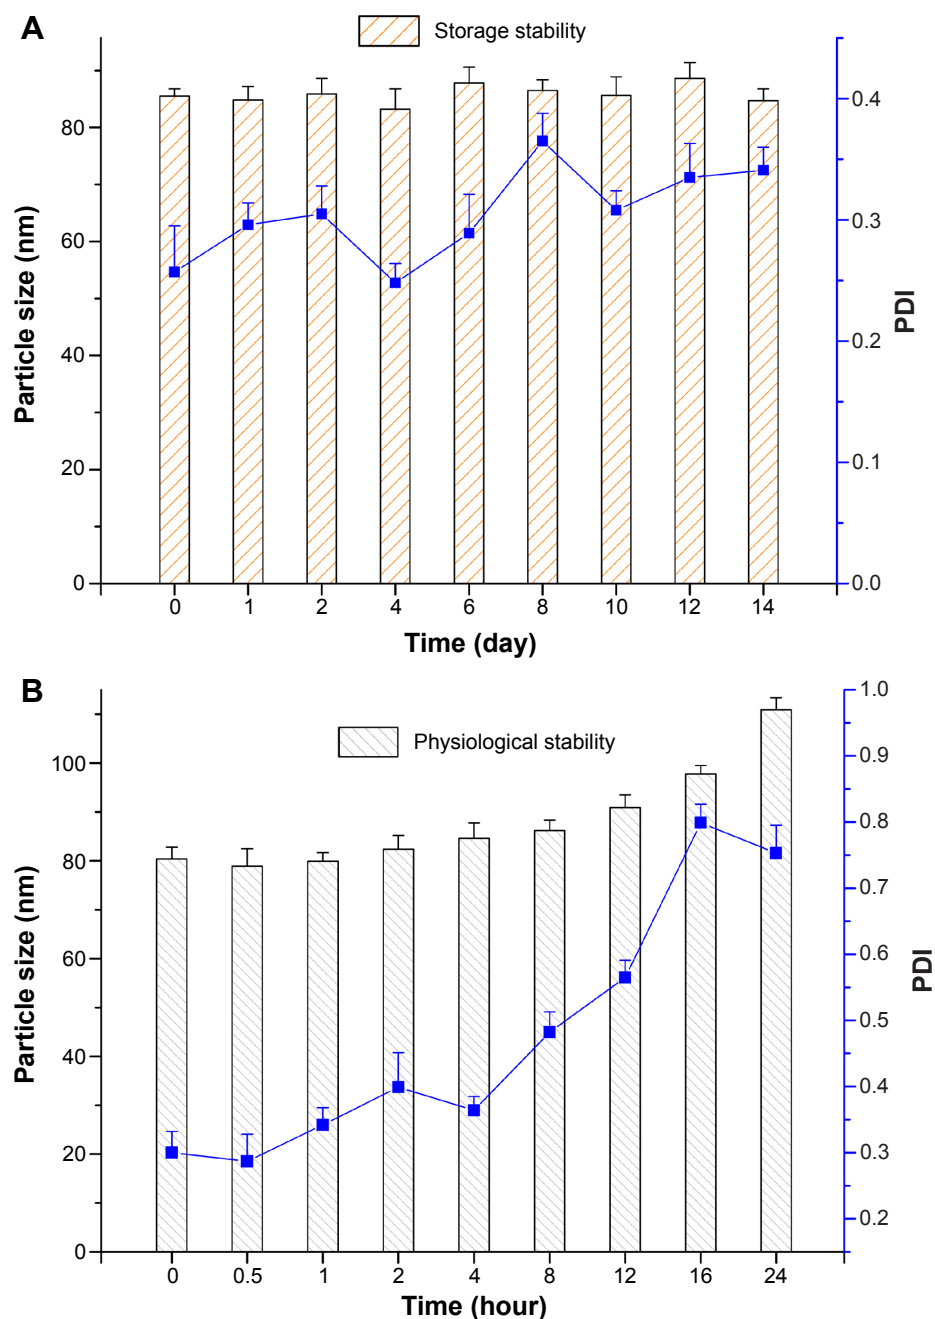 A
Storage stability
80
60
40
20
0
Particle size (nm)
0.4
0.3
0.2
0.1
0.0
PDI
0 1 2 4 6 8 10 12 14
Time (day)
B
Physiological stability
100
80
60
40
20
0
Particle size (nm)
1.0
0.9
0.8
0.7
0.6
0.5
0.4
0.3
0.2
PDI
0 0.5 1 2 4 8 12 16 24
Time (hour)